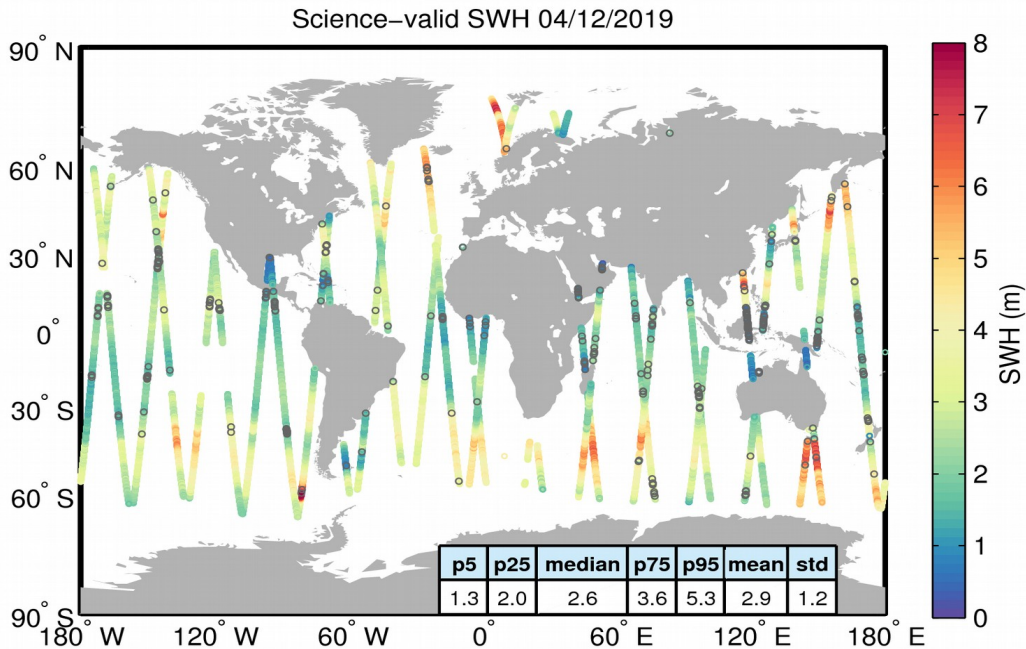 Science−valid SWH 04/12/2019
90° N
60° N
30° N
0°
30° S
60° S
90° S
180° W
120° W
60° W
0°
60° E
120° E
180° E
p5 p25 median p75 p95 mean std
1.3 2.0 2.6 3.6 5.3 2.9 1.2
8
7
6
5
4
3
2
1
0
SWH (m)